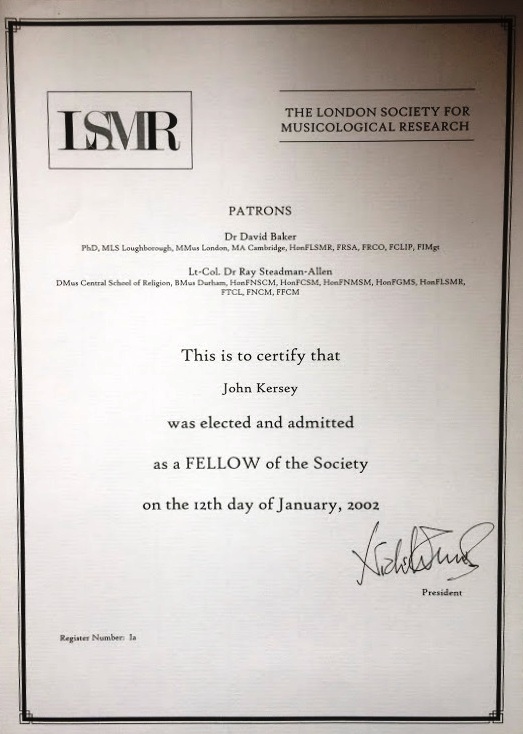 LSMR
THE LONDON SOCIETY FOR
MUSICOLOGICAL RESEARCH
PATRONS
Dr David Baker
PhD, MLS Loughborough, MMus London, MA Cambridge, HonFLSMR, FRSA, FRCO, FCLIP, FIMgt
Lt-Col. Dr Ray Steadman-Allen
DMus Central School of Religion, BMus Durham, HonFNSCM, HonFCSM, HonFNMSM, HonFGMS, HonFLSMR,
FTCL, FNCM, FFCM
This is to certify that
John Kersey
was elected and admitted
as a FELLOW of the Society
on the 12th day of January, 2002
President
Register Number: 1a